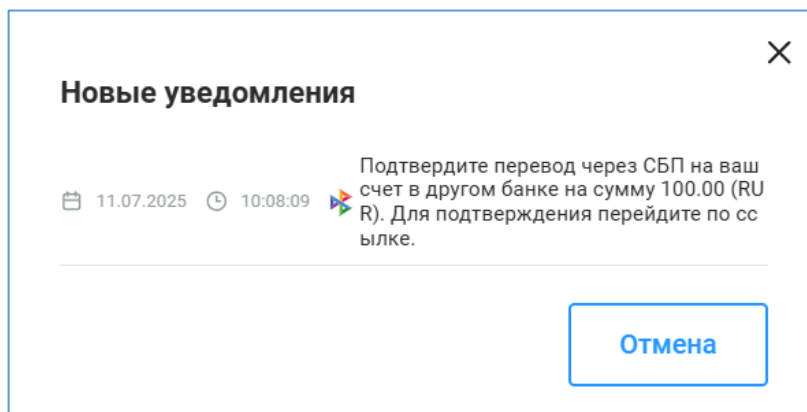 Новые уведомления
Подтвердите перевод через СБП на ваш
11.07.2025 10:08:09 счет в другом банке на сумму 100.00 (RU
R). Для подтверждения перейдите по сс
ылке.
Отмена